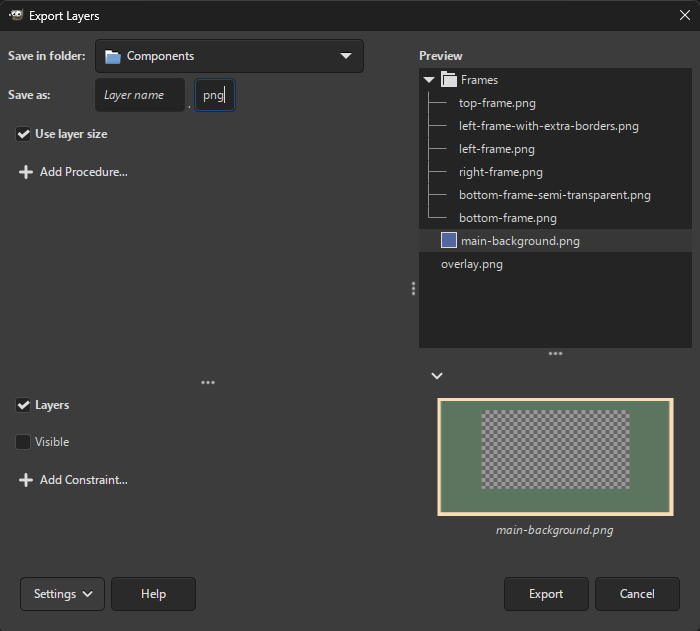 Export Layers
Save in folder: Components
Save as: Layer name . png
Use layer size
Add Procedure...
Preview
Frames
top-frame.png
left-frame-with-extra-borders.png
left-frame.png
right-frame.png
bottom-frame-semi-transparent.png
bottom-frame.png
main-background.png
overlay.png
Layers
Visible
Add Constraint...
main-background.png
Settings Help Export Cancel